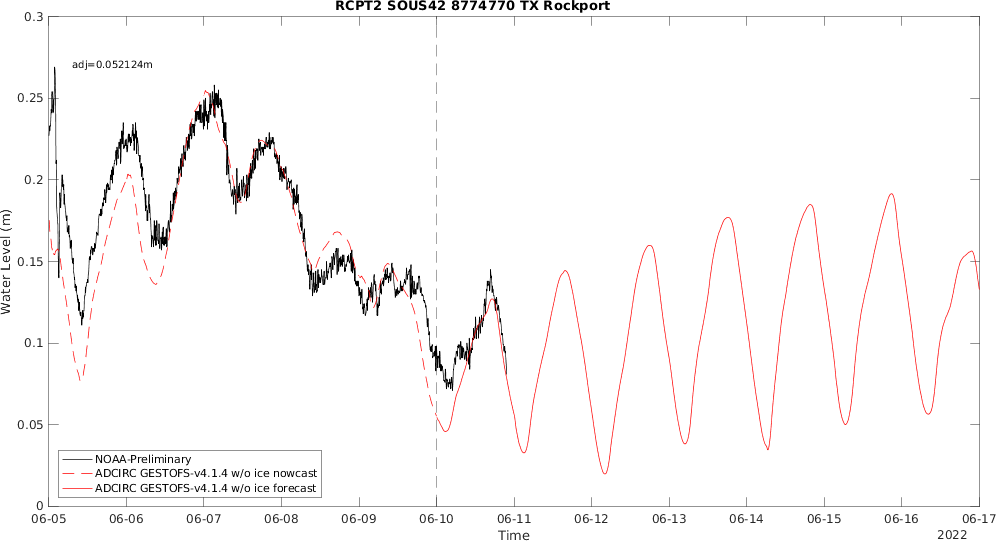 RCPT2 SOUS42 8774770 TX Rockport
0.3
adj=0.052124m
0.25
0.2
0.15
0.1
0.05
0
Water Level (m)
NOAA-Preliminary
ADCIRC GESTOFS-v4.1.4 w/o ice nowcast
ADCIRC GESTOFS-v4.1.4 w/o ice forecast
06-05 06-06 06-07 06-08 06-09 06-10 06-11 06-12 06-13 06-14 06-15 06-16 06-17
Time
2022